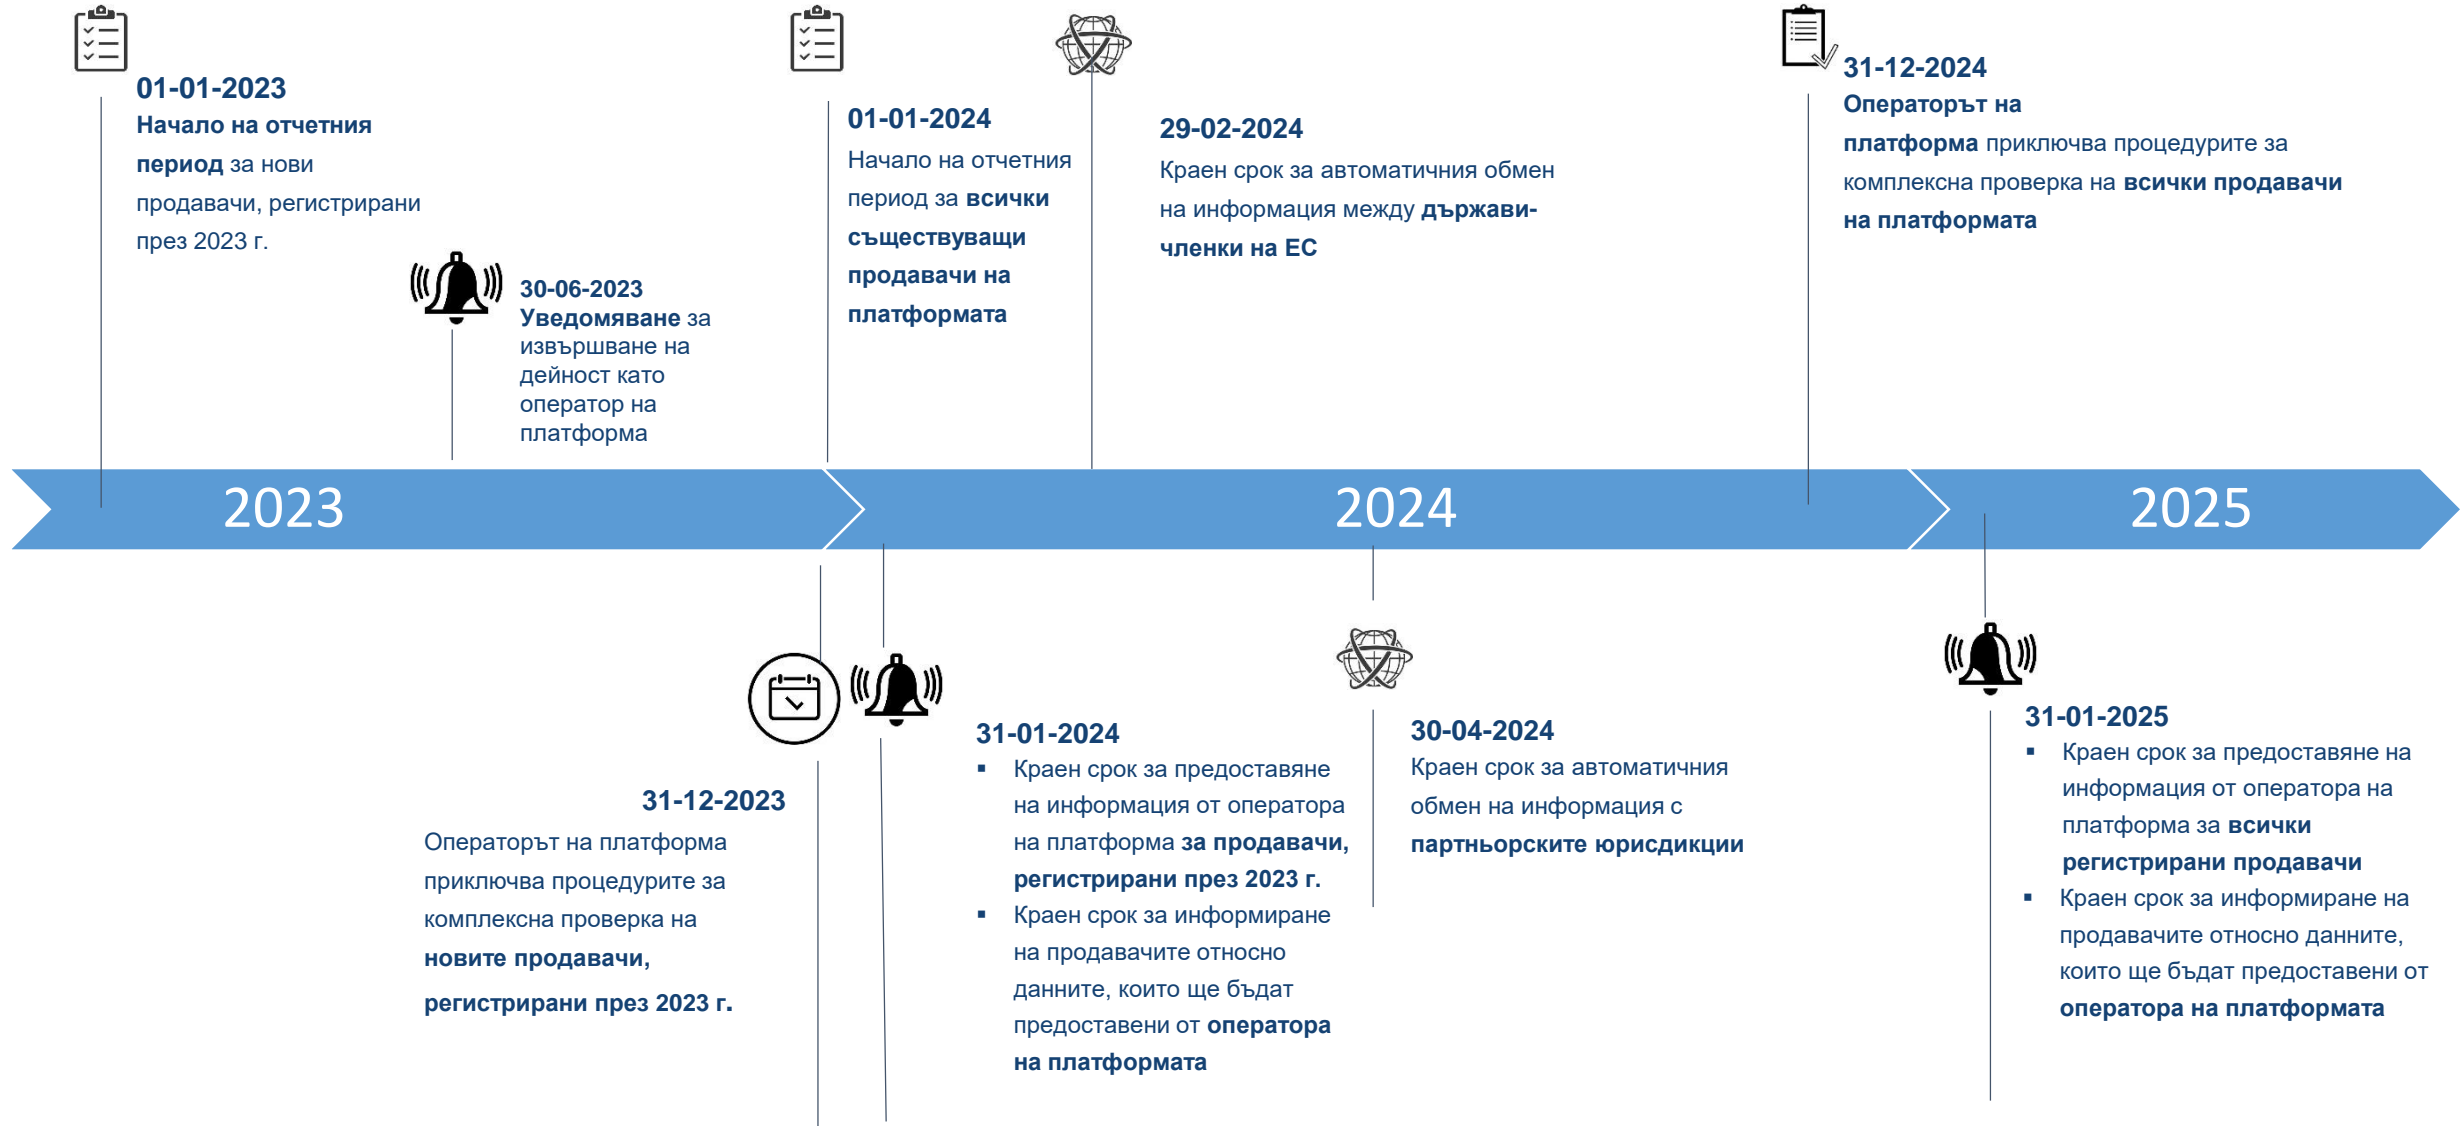 01-01-2023
Начало на отчетния
период за нови
продавачи, регистрирани
през 2023 г.
30-06-2023
Уведомяване за
извършване на
дейност като
оператор на
платформа
01-01-2024
Начало на отчетния
период за всички
съществуващи
продавачи на
платформата
29-02-2024
Краен срок за автоматичния обмен
на информация между държави-
членки на ЕС
31-12-2024
Операторът на
платформа приключва процедурите за
комплексна проверка на всички продавачи
на платформата
2023
2024
2025
31-12-2023
Операторът на платформа
приключва процедурите за
комплексна проверка на
новите продавачи,
регистрирани през 2023 г.
31-01-2024
▪ Краен срок за предоставяне
на информация от оператора
на платформа за продавачи,
регистрирани през 2023 г.
▪ Краен срок за информиране
на продавачите относно
данните, които ще бъдат
предоставени от оператора
на платформата
30-04-2024
Краен срок за автоматичния
обмен на информация с
партньорските юрисдикции
31-01-2025
▪ Краен срок за предоставяне на
информация от оператора на
платформа за всички
регистрирани продавачи
▪ Краен срок за информиране на
продавачите относно данните,
които ще бъдат предоставени от
оператора на платформата